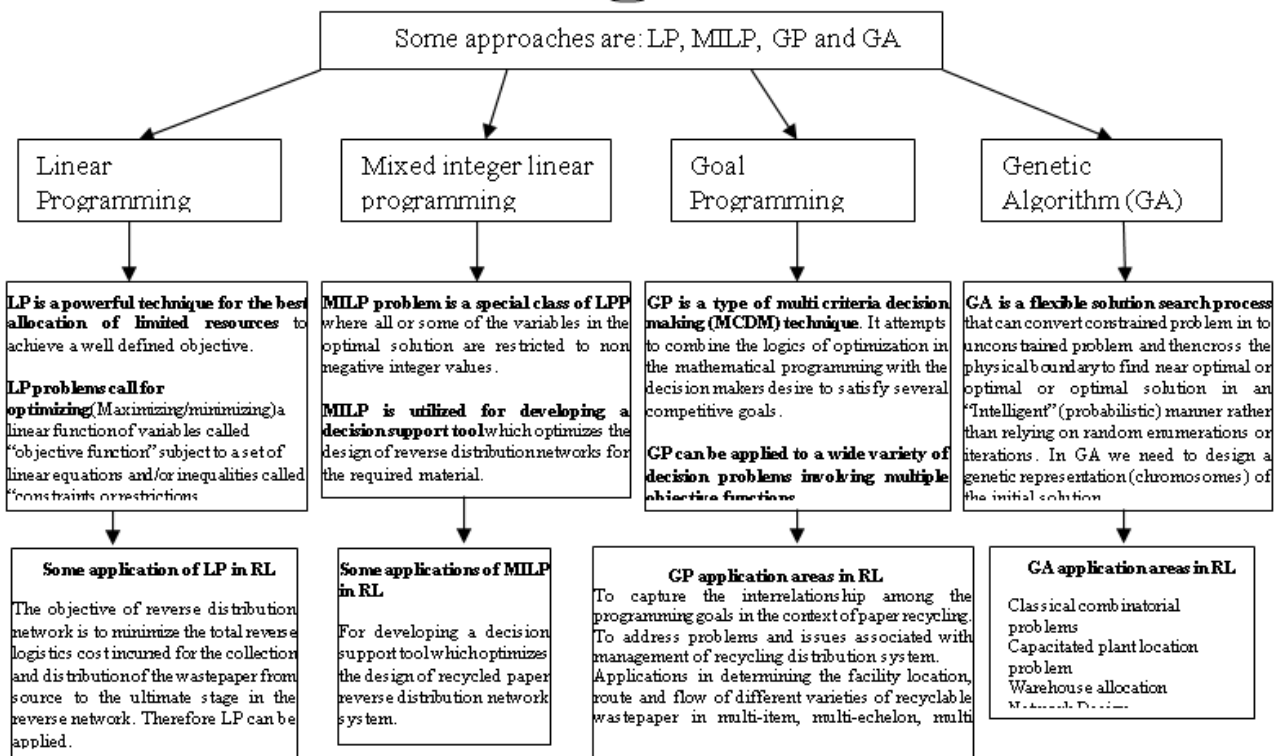 Some approaches are: LP, MILP, GP and GA
Linear
Programming
Mixed integer linear
programming
Goal
Programming
Genetic
Algorithm (GA)
LP is a powerful technique for the best
allocation of limited resources to
achieve a well defined objective.
LP problems call for
optimizing(Maximizing/minimizing)a
linear function of variables called
"objective function" subject to a set of
linear equations and/or inequalities called
"constraints or restrictions
MILP problem is a special class of LPP
where all or some of the variables in the
optimal solution are restricted to non
negative integer values.
MILP is utilized for developing a
decision support tool which optimizes the
design of reverse distribution networks for
the required material.
GP is a type of multi criteria decision
making (MCDM) technique. It attempts
to combine the logics of optimization in
the mathematical programming with the
decision makers desire to satisfy several
competitive goals.
GP can be applied to a wide variety of
decision problems involving multiple
objective functions
GA is a flexible solution search process
that can convert constrained problem in to
unconstrained problem and then cross the
physical boundary to find near optimal or
optimal or optimal solution in an
"Intelligent" (probabilistic) manner rather
than relying on random enumerations or
iterations. In GA we need to design a
genetic representation (chromosomes) of
the initial solution
Some application of LP in RL
The objective of reverse distribution
network is to minimize the total reverse
logistics cost incurred for the collection
and distribution of the wastepaper from
source to the ultimate stage in the
reverse network. Therefore LP can be
applied.
Some applications of MILP
in RL
For developing a decision
support tool which optimizes
the design of recycled paper
reverse distribution network
system.
GP application areas in RL
To capture the interrelationship among the
programming goals in the context of paper recycling.
To address problems and issues associated with
management of recycling distribution system.
Applications in determining the facility location,
route and flow of different varieties of recyclable
wastepaper in multi-item, multi-echelon, multi
GA application areas in RL
Classical combinatorial
problems
Capacitated plant location
problem
Warehouse allocation
Network Design